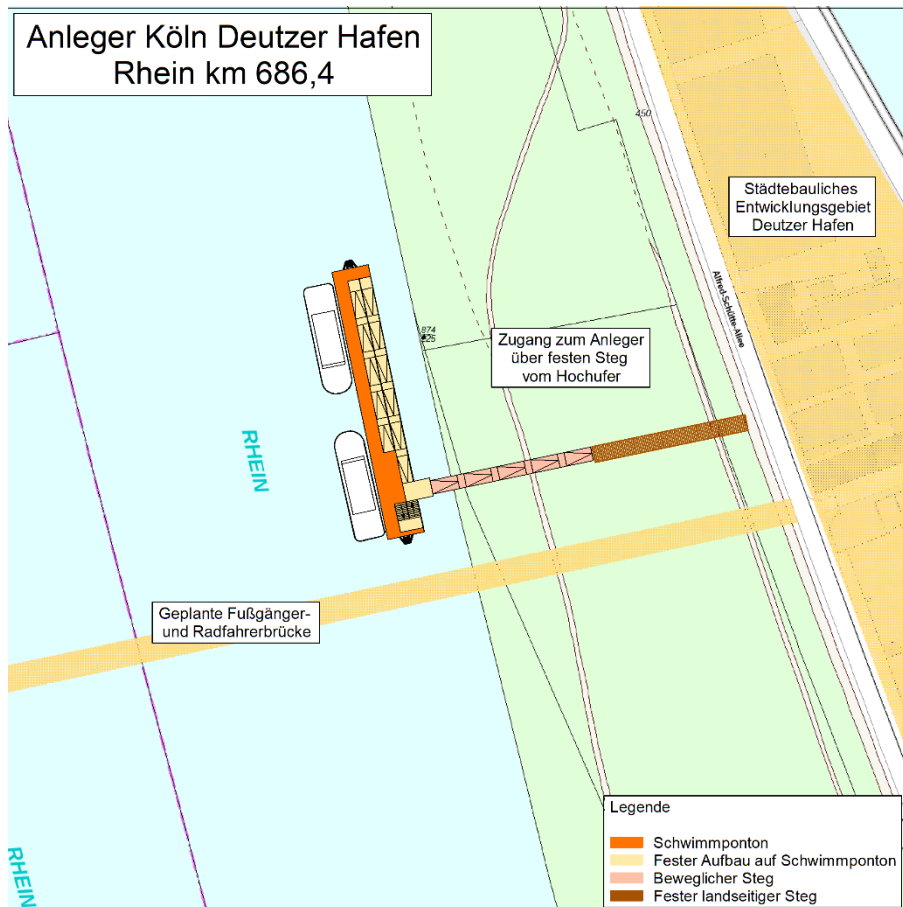 Anleger Köln Deutzer Hafen
Rhein km 686,4
450
Städtebauliches
Entwicklungsgebiet
Deutzer Hafen
Alfred-Schütte-Allee
874
Zugang zum Anleger
über festen Steg
vom Hochufer
RHEIN
Geplante Fußgänger-
und Radfahrerbrücke
RHEIN
Legende
Schwimmponton
Fester Aufbau auf Schwimmponton
Beweglicher Steg
Fester landseitiger Steg